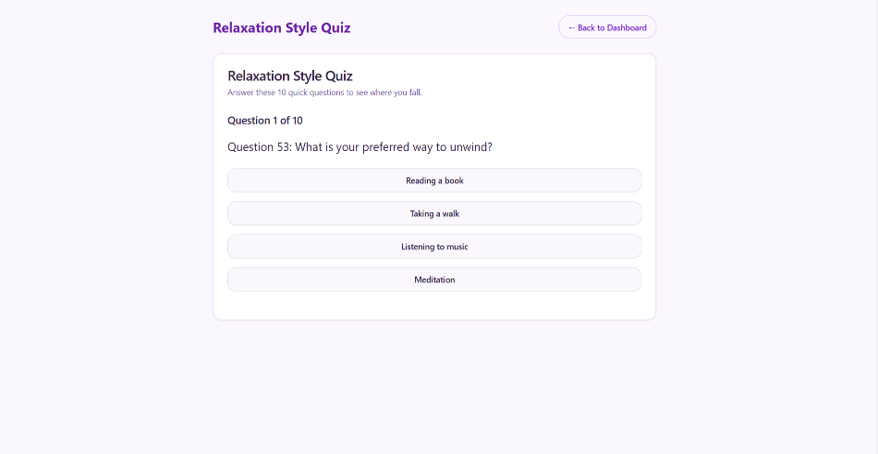 Relaxation Style Quiz
← Back to Dashboard
Relaxation Style Quiz
Answer these 10 quick questions to see where you fall.
Question 1 of 10
Question 53: What is your preferred way to unwind?
Reading a book
Taking a walk
Listening to music
Meditation